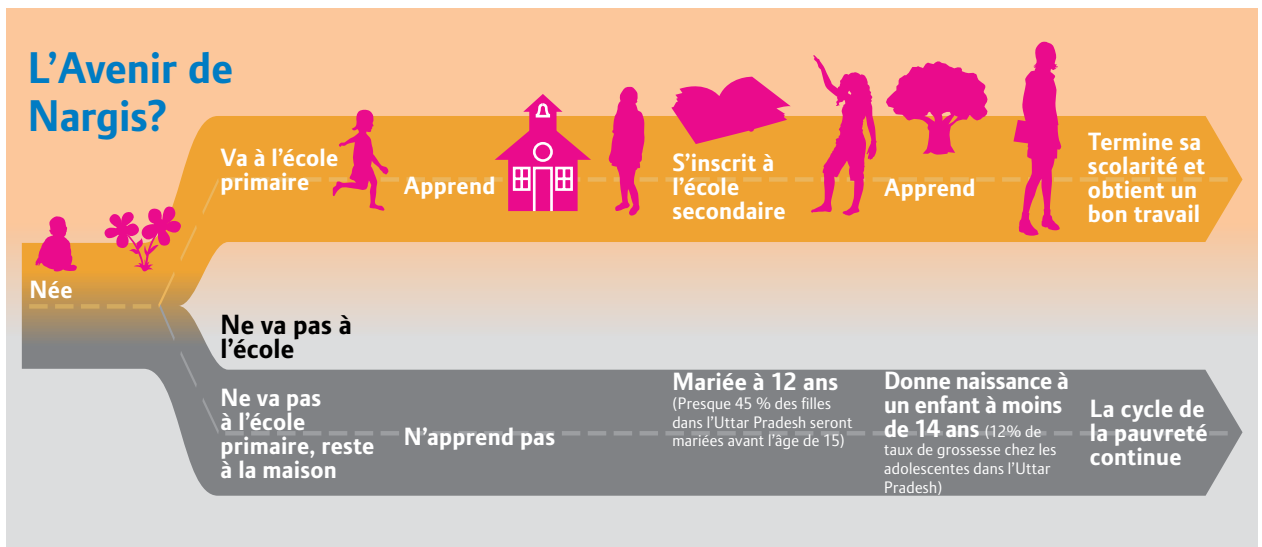 L'Avenir de
Nargis?
Née
Va à l'école
primaire
Apprend
S'inscrit à
l'école
secondaire
Apprend
Termine sa
scolarité et
obtient un
bon travail
Ne va pas à
l'école
Ne va pas
à l'école
primaire, reste
à la maison
N'apprend pas
Mariée à 12 ans
(Presque 45 % des filles
dans l'Uttar Pradesh seront
mariées avant l'âge de 15)
Donne naissance à
un enfant à moins
de 14 ans (12% de
taux de grossesse chez les
adolescentes dans l'Uttar
Pradesh)
La cycle de
la pauvreté
continue